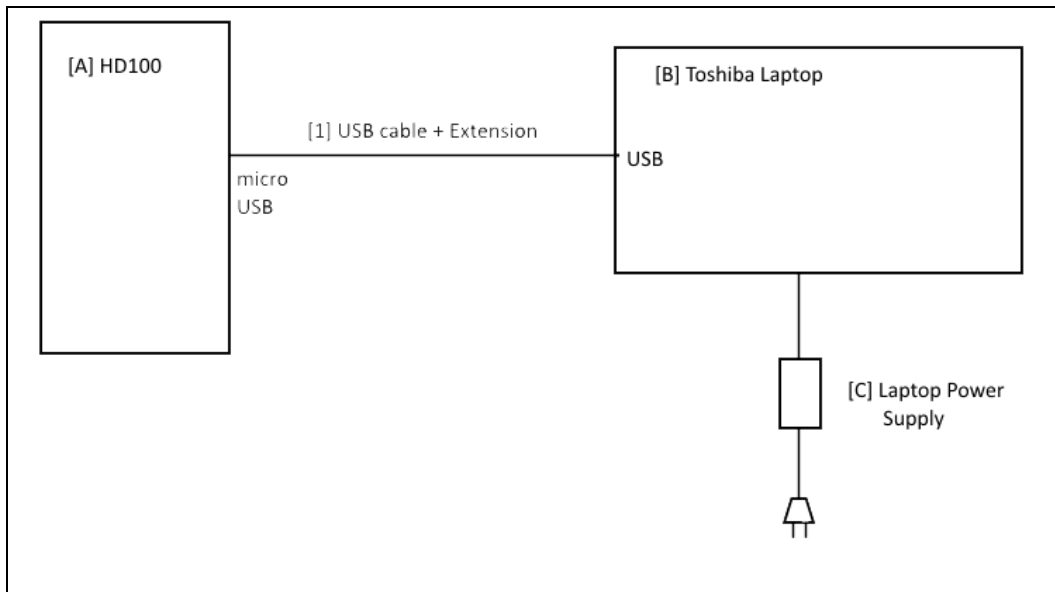 [A] HD100
[B] Toshiba Laptop
[1] USB cable + Extension
USB
micro
USB
[C] Laptop Power
Supply